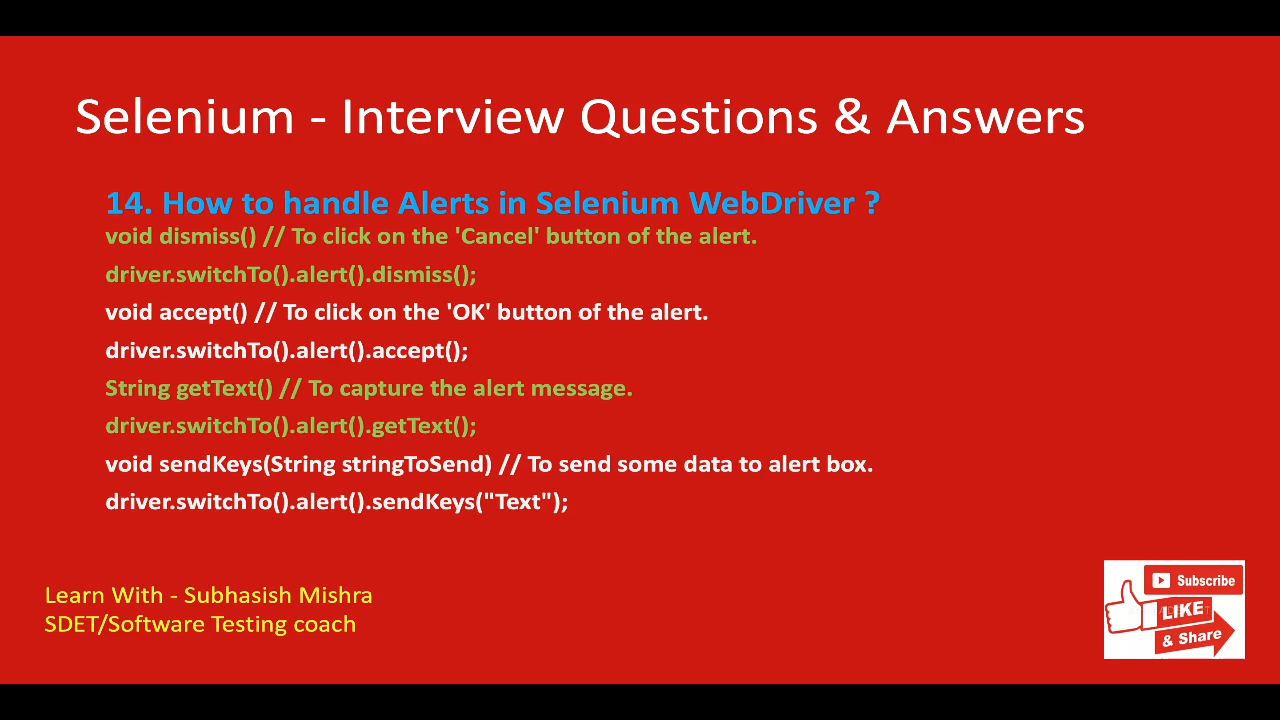 Selenium - Interview Questions & Answers
14. How to handle Alerts in Selenium WebDriver ?
void dismiss() // To click on the 'Cancel' button of the alert.
driver.switchTo().alert().dismiss();
void accept() // To click on the 'OK' button of the alert.
driver.switchTo().alert().accept();
String getText() // To capture the alert message.
driver.switchTo().alert().getText();
void sendKeys(String stringToSend) // To send some data to alert box.
driver.switchTo().alert().sendKeys("Text");
Learn With - Subhasish Mishra
SDET/Software Testing coach
Subscribe
LIKE
& Share